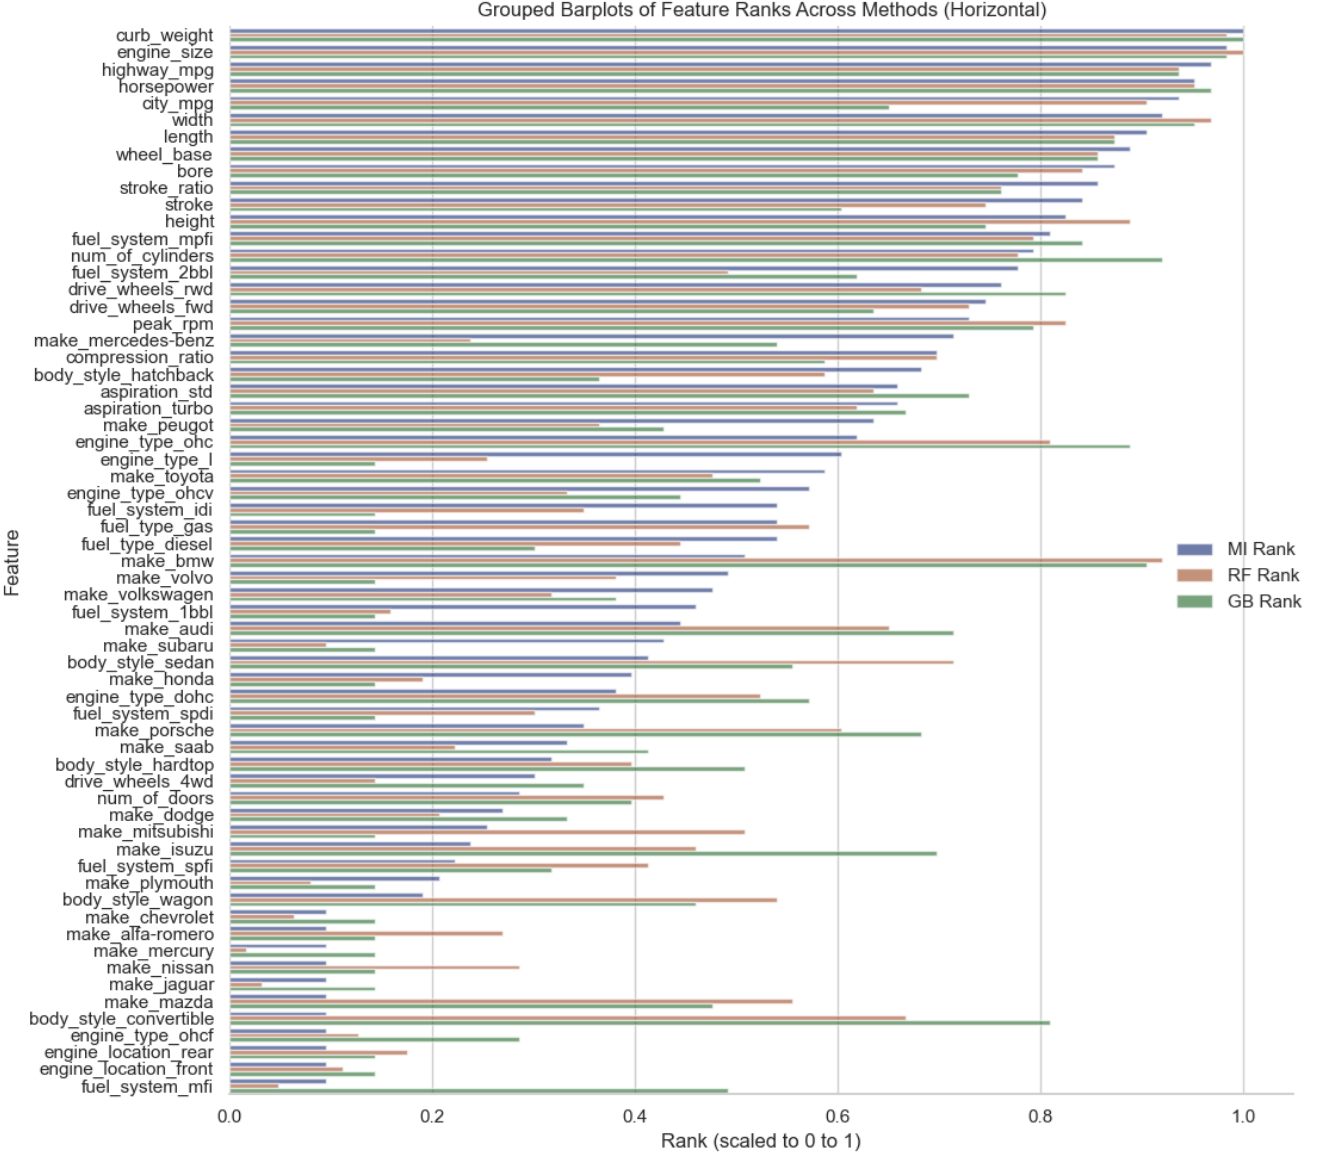 Grouped Barplots of Feature Ranks Across Methods (Horizontal)
curb_weight
engine_size
highway_mpg
horsepower
city_mpg
width
length
wheel_base
bore
stroke_ratio
stroke
height
fuel_system_mpfi
num_of_cylinders
fuel_system_2bbl
drive_wheels_rwd
drive_wheels_fwd
peak_rpm
make_mercedes-benz
compression_ratio
body_style_hatchback
aspiration_std
aspiration_turbo
make_peugot
engine_type_ohc
engine_type_l
make_toyota
engine_type_ohcv
fuel_system_idi
fuel_type_gas
fuel_type_diesel
make_bmw
make_volvo
make_volkswagen
fuel_system_1bbl
make_audi
make_subaru
body_style_sedan
make_honda
engine_type_dohc
fuel_system_spdi
make_porsche
make_saab
body_style_hardtop
drive_wheels_4wd
num_of_doors
make_dodge
make_mitsubishi
make_isuzu
fuel_system_spfi
make_plymouth
body_style_wagon
make_chevrolet
make_alfa-romero
make_mercury
make_nissan
make_jaguar
make_mazda
body_style_convertible
engine_type_ohcf
engine_location_rear
engine_location_front
fuel_system_mfi
Feature
MI Rank
RF Rank
GB Rank
0.0 0.2 0.4 0.6 0.8 1.0
Rank (scaled to 0 to 1)